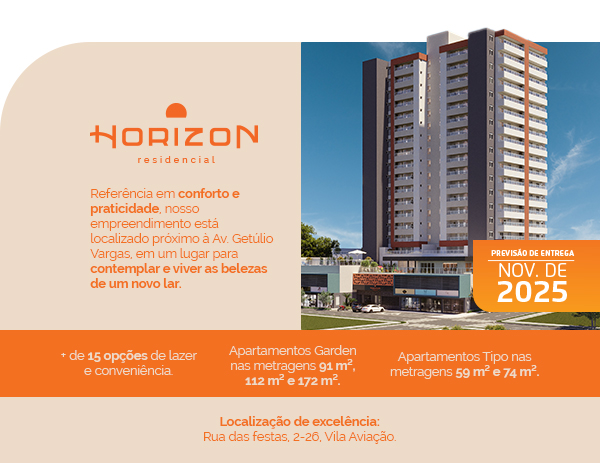 HORIZON
residencial
Referência em conforto e
praticidade, nosso
empreendimento está
localizado próximo à Av. Getúlio
Vargas, em um lugar para
contemplar e viver as belezas
de um novo lar.
PREVISÃO DE ENTREGA
NOV. DE
2025
+ de 15 opções de lazer
e conveniência.
Apartamentos Garden
nas metragens 91 m²,
112 m² e 172 m².
Apartamentos Tipo nas
metragens 59 m² e 74 m².
Localização de excelência:
Rua das festas, 2-26, Vila Aviação.